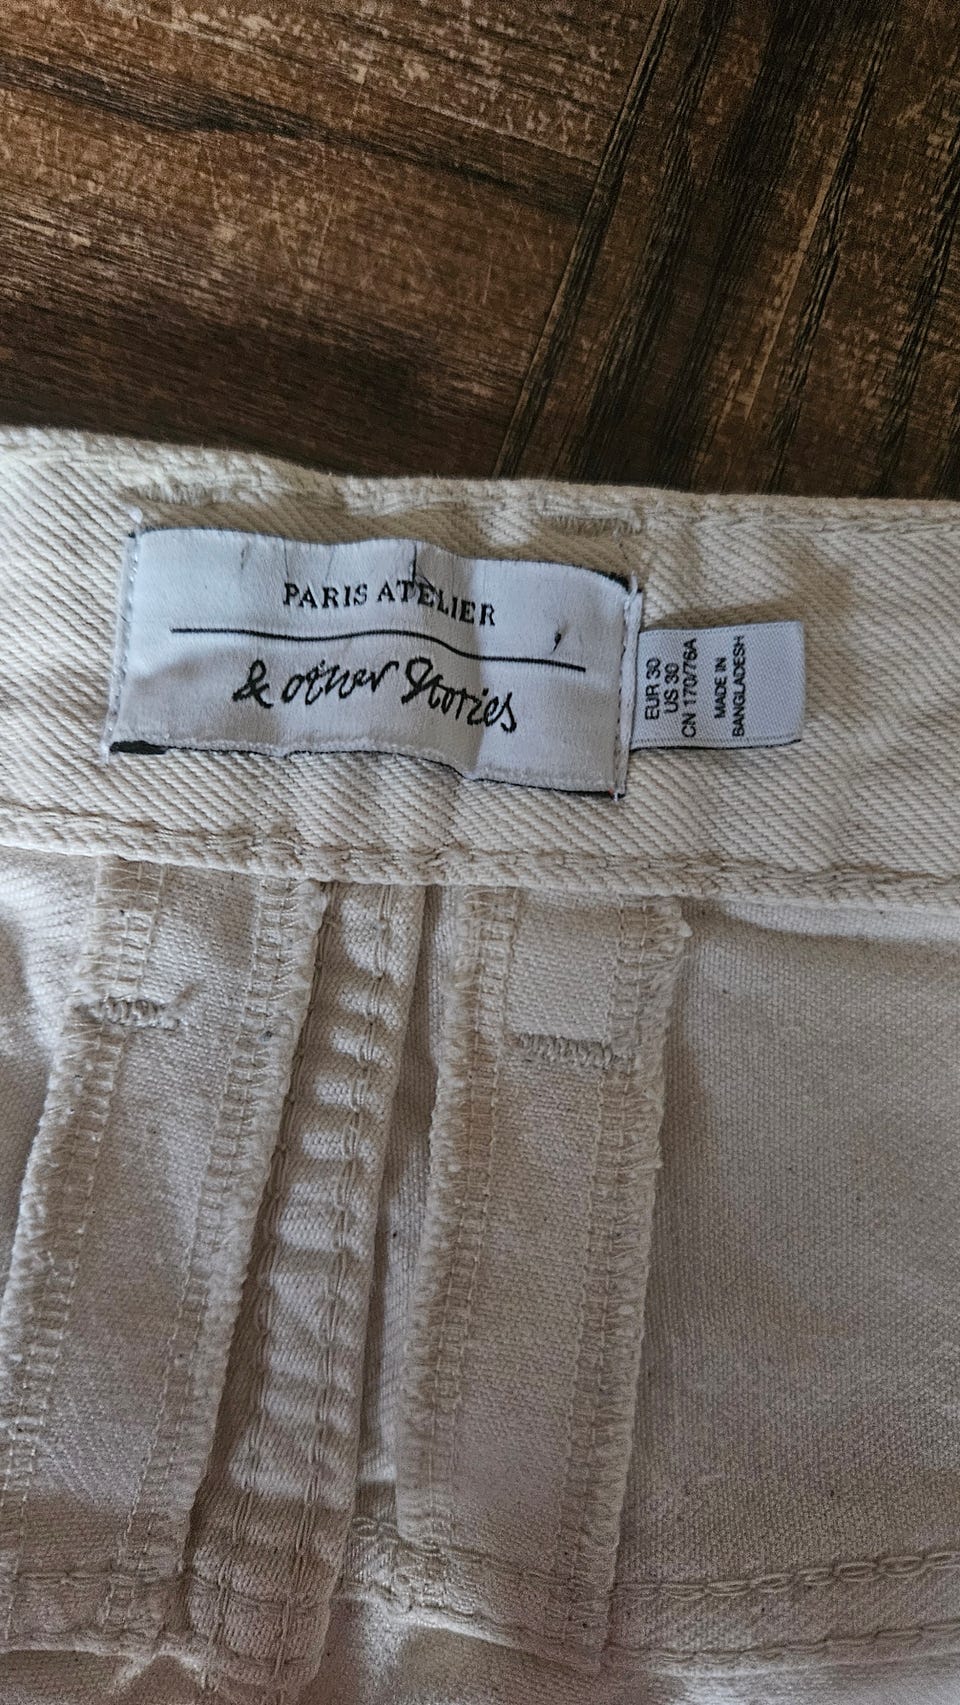 PARIS ATELIER
& other Stories
EUR 30
US 30
CN 170/76A
MADE IN
BANGLADESH